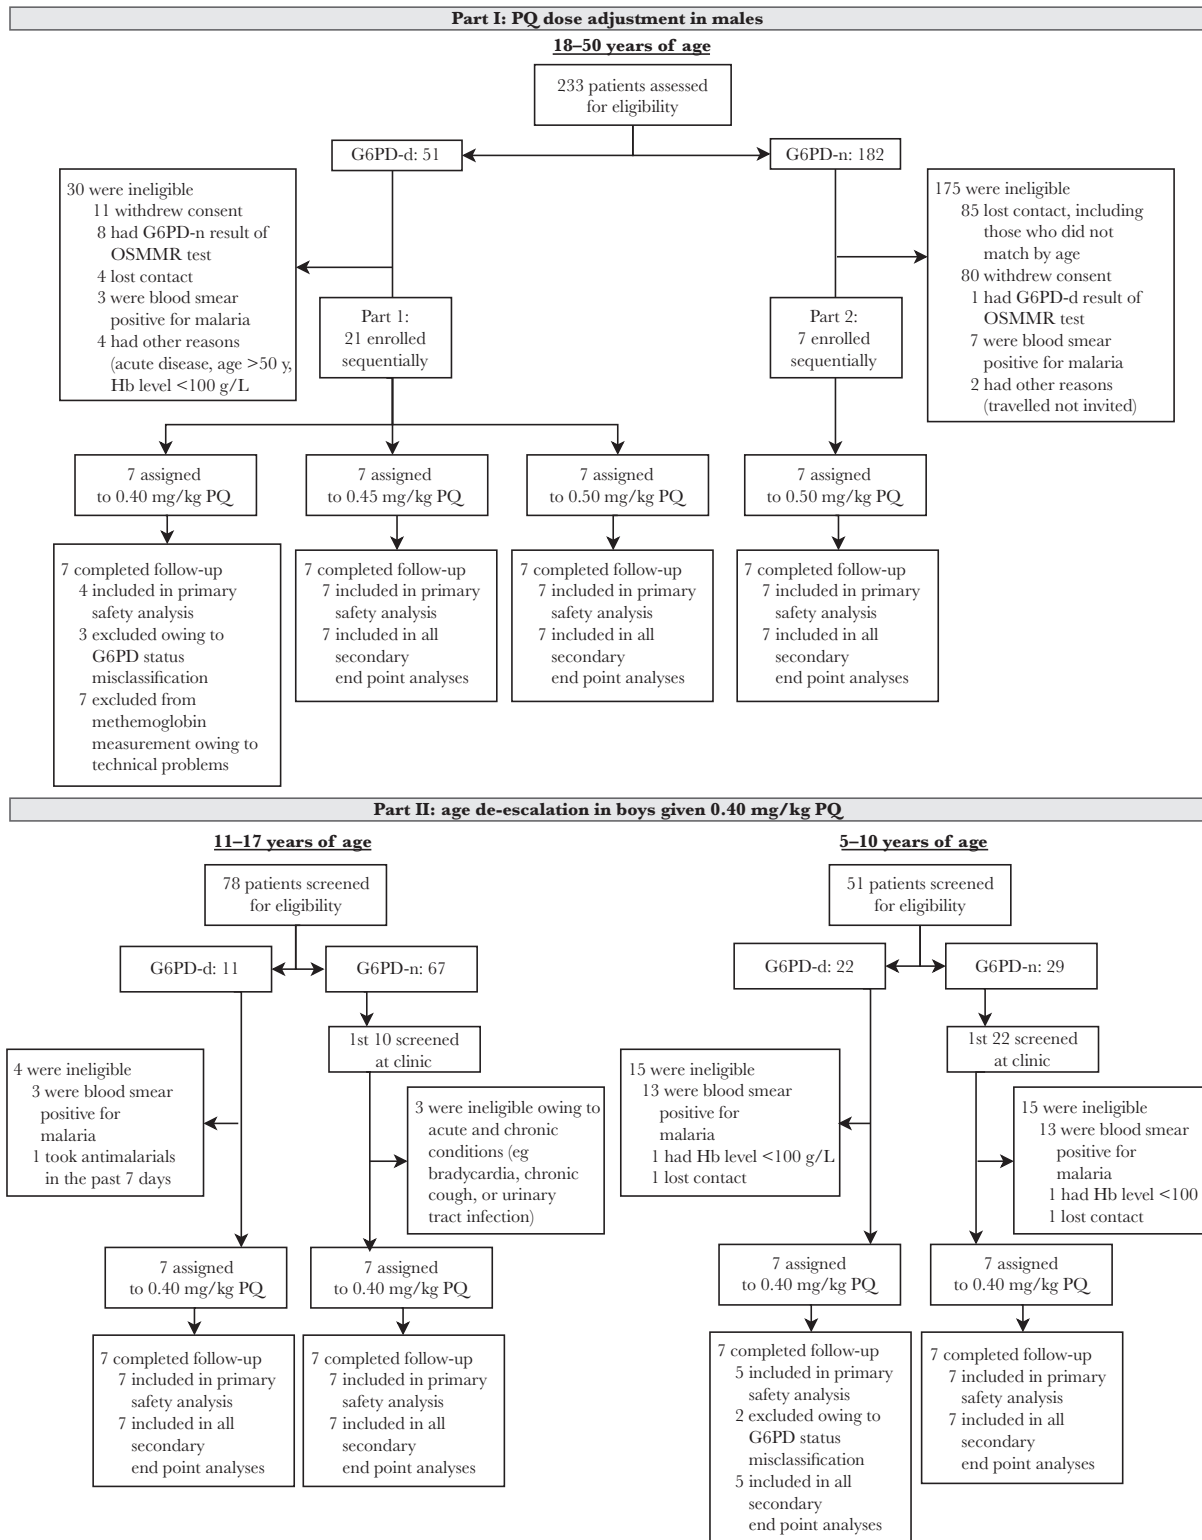 Part I: PQ dose adjustment in males
18–50 years of age
233 patients assessed
for eligibility
G6PD-d: 51
G6PD-n: 182
30 were ineligible
11 withdrew consent
8 had G6PD-n result of
OSMMR test
4 lost contact
3 were blood smear
positive for malaria
4 had other reasons
(acute disease, age >50 y,
Hb level <100 g/L
175 were ineligible
85 lost contact, including
those who did not
match by age
80 withdrew consent
1 had G6PD-d result of
OSMMR test
7 were blood smear
positive for malaria
2 had other reasons
(travelled not invited)
Part 1:
21 enrolled
sequentially
Part 2:
7 enrolled
sequentially
7 assigned
to 0.40 mg/kg PQ
7 assigned
to 0.45 mg/kg PQ
7 assigned
to 0.50 mg/kg PQ
7 assigned
to 0.50 mg/kg PQ
7 completed follow-up
4 included in primary
safety analysis
3 excluded owing to
G6PD status
misclassification
7 excluded from
methemoglobin
measurement owing to
technical problems
7 completed follow-up
7 included in primary
safety analysis
7 included in all
secondary
end point analyses
7 completed follow-up
7 included in primary
safety analysis
7 included in all
secondary
end point analyses
7 completed follow-up
7 included in primary
safety analysis
7 included in all
secondary
end point analyses
Part II: age de-escalation in boys given 0.40 mg/kg PQ
11–17 years of age
78 patients screened
for eligibility
G6PD-d: 11
G6PD-n: 67
1st 10 screened
at clinic
4 were ineligible
3 were blood smear
positive for
malaria
1 took antimalarials
in the past 7 days
3 were ineligible owing to
acute and chronic
conditions (eg
bradycardia, chronic
cough, or urinary
tract infection)
7 assigned
to 0.40 mg/kg PQ
7 assigned
to 0.40 mg/kg PQ
7 completed follow-up
7 included in primary
safety analysis
7 included in all
secondary
end point analyses
7 completed follow-up
7 included in primary
safety analysis
7 included in all
secondary
end point analyses
5–10 years of age
51 patients screened
for eligibility
G6PD-d: 22
G6PD-n: 29
1st 22 screened
at clinic
15 were ineligible
13 were blood smear
positive for
malaria
1 had Hb level <100 g/L
1 lost contact
15 were ineligible
13 were blood smear
positive for
malaria
1 had Hb level <100
1 lost contact
7 assigned
to 0.40 mg/kg PQ
7 assigned
to 0.40 mg/kg PQ
7 completed follow-up
5 included in primary
safety analysis
2 excluded owing to
G6PD status
misclassification
5 included in all
secondary
end point analyses
7 completed follow-up
7 included in primary
safety analysis
7 included in all
secondary
end point analyses